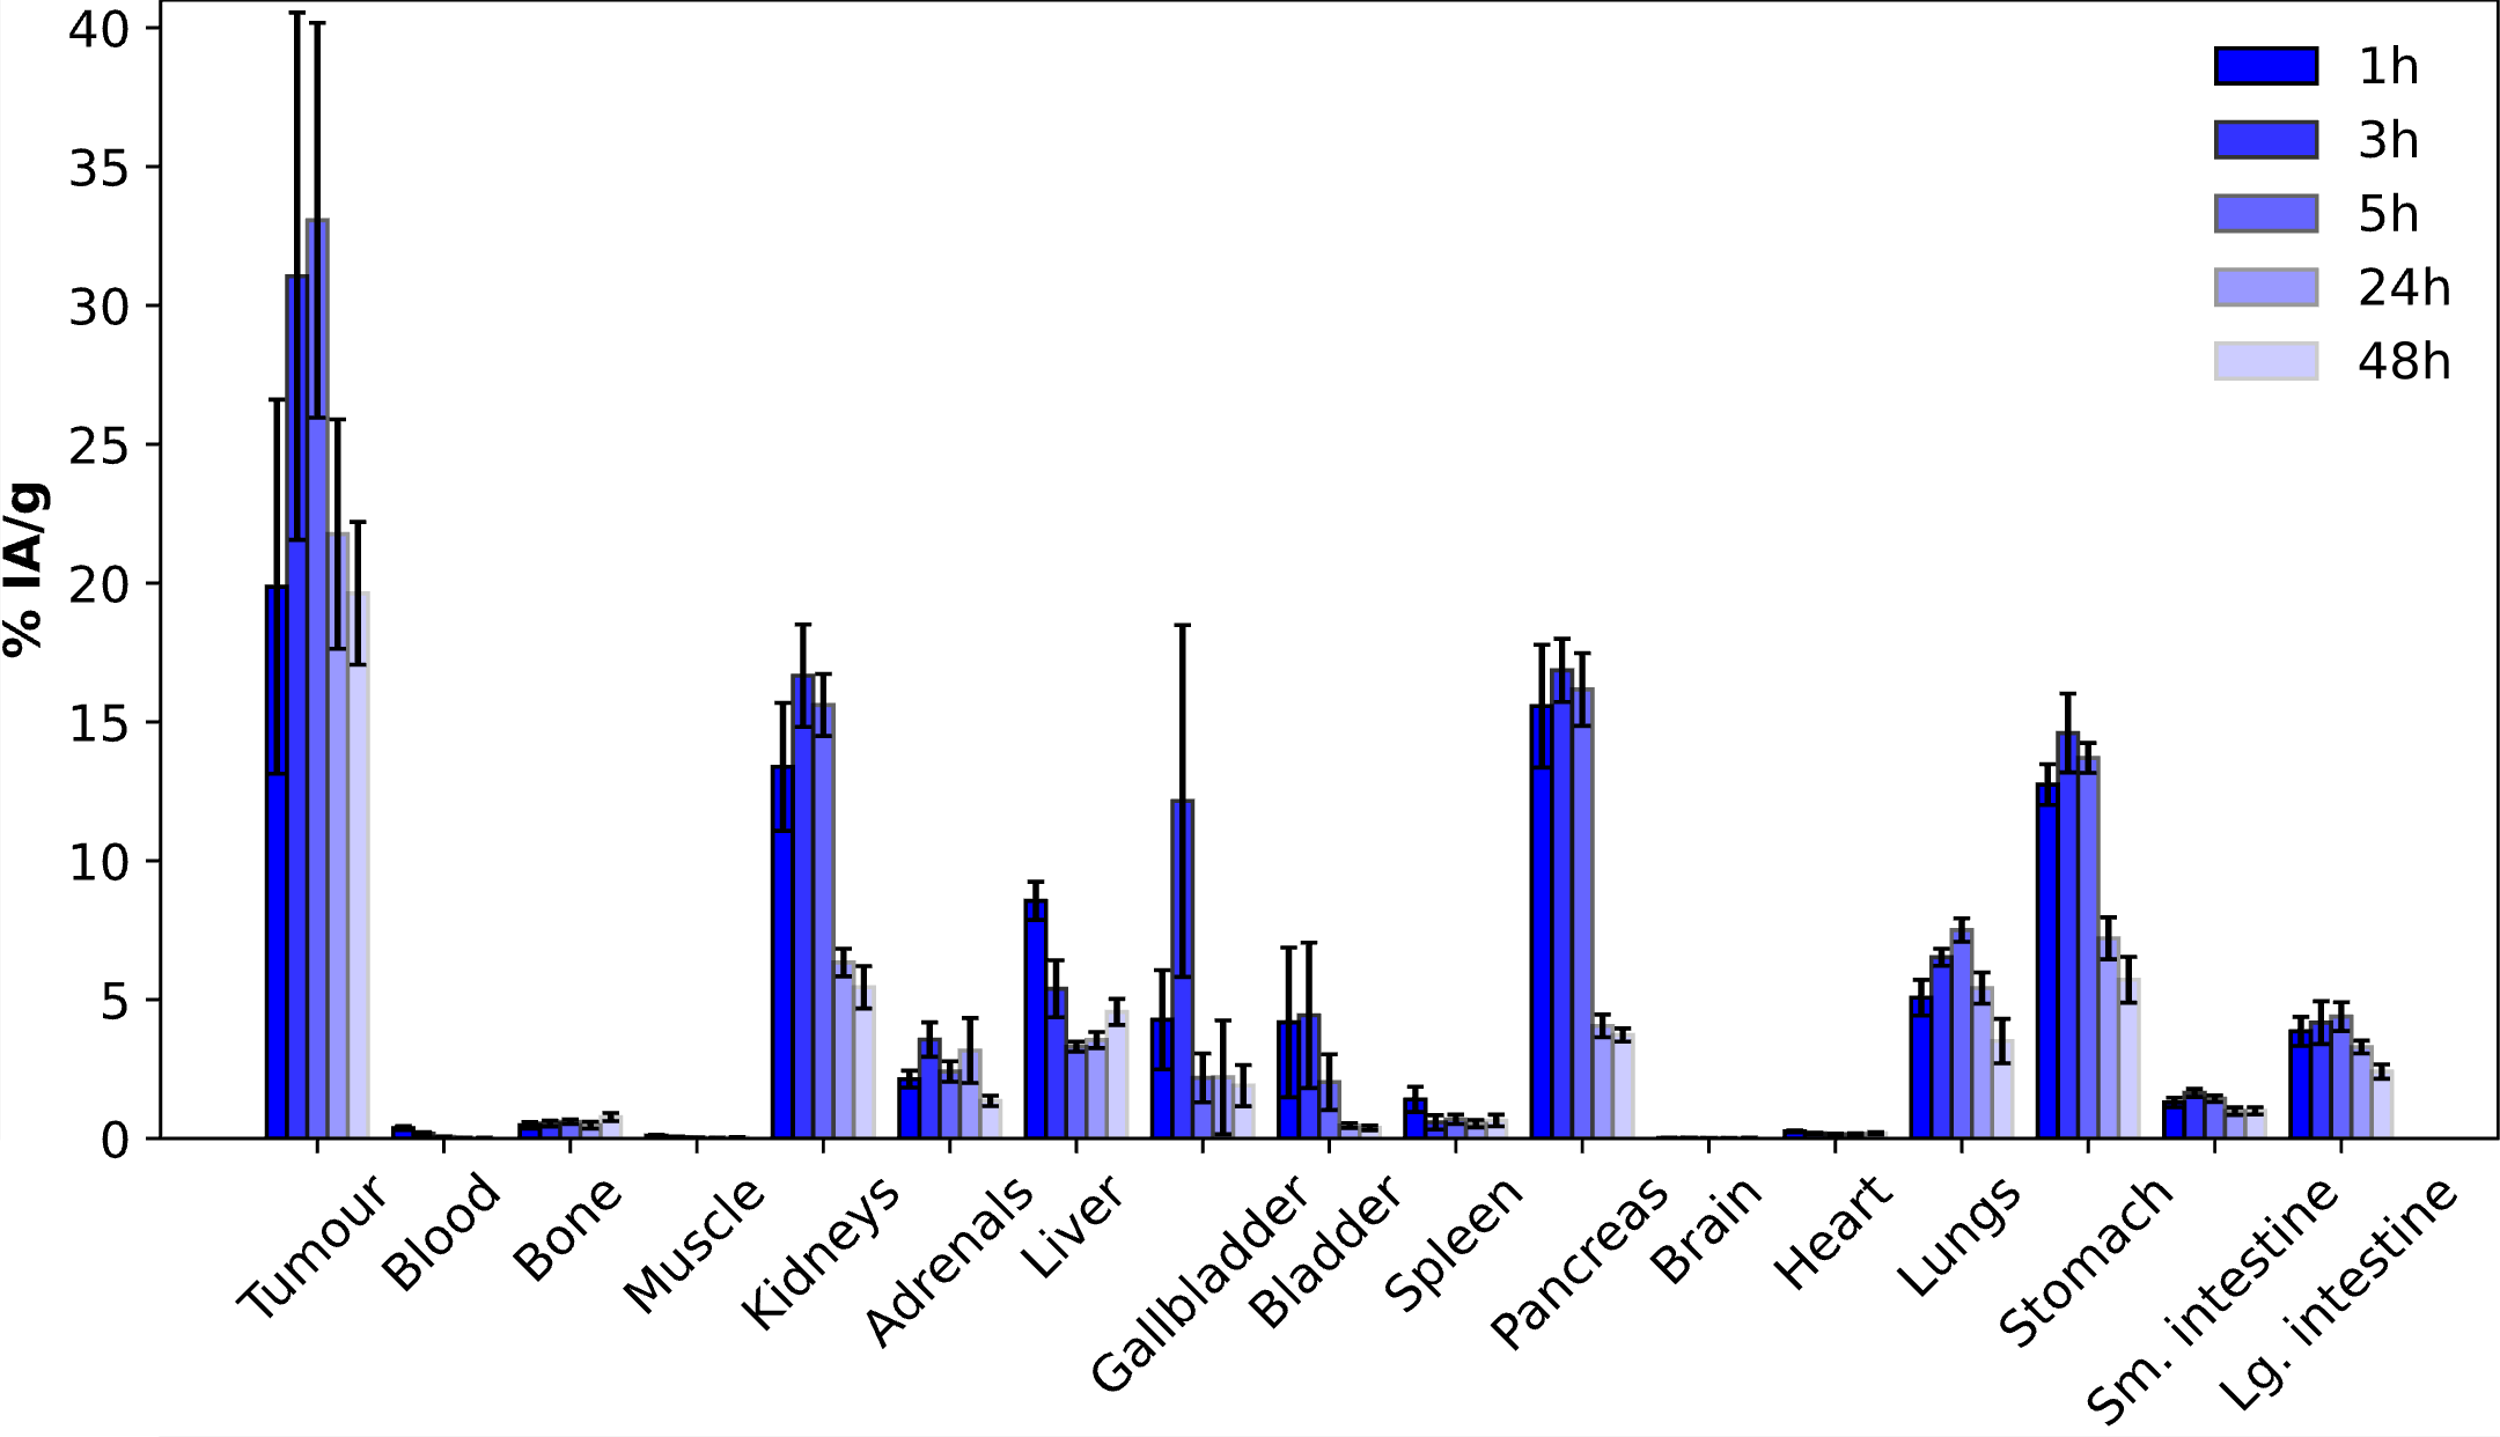 % IA/g
40
35
30
25
20
15
10
5
0
1h
3h
5h
24h
48h
Tumour
Blood
Bone
Muscle
Kidneys
Adrenals
Liver
Gallbladder
Bladder
Spleen
Pancreas
Brain
Heart
Lungs
Stomach
Sm. intestine
Lg. intestine